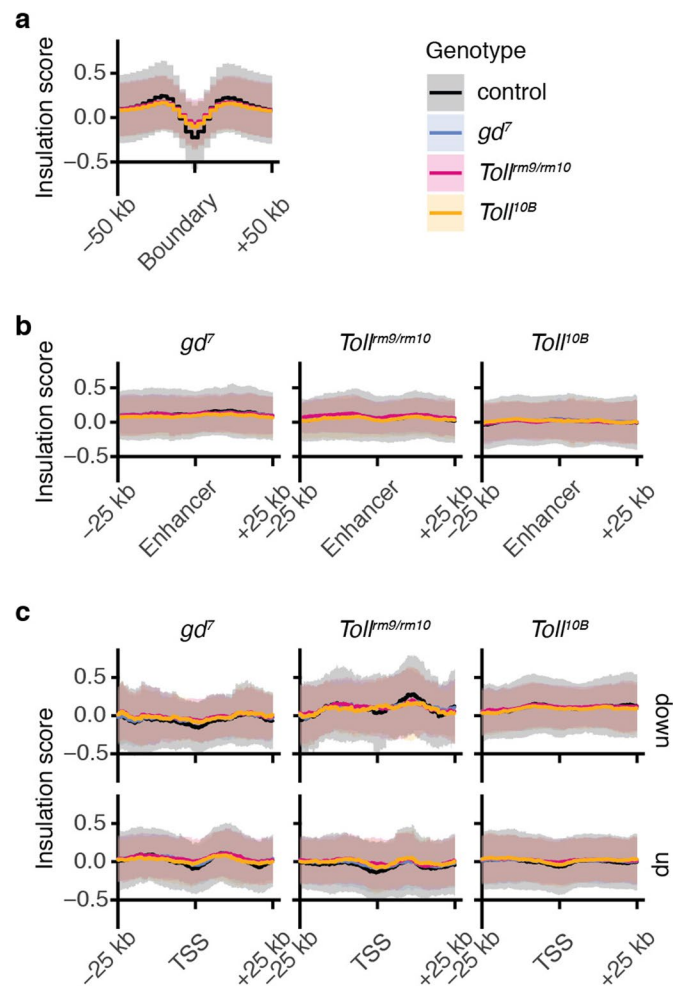 a
Insulation score
0.5
0.0
−0.5
−50 kb
Boundary
+50 kb
Genotype
control
gd7
Tollrm9/rm10
Toll10B
b
gd7
Tollrm9/rm10
Toll10B
Insulation score
0.5
0.0
−0.5
−25 kb
Enhancer
+25 kb
−25 kb
Enhancer
+25 kb
−25 kb
Enhancer
+25 kb
c
gd7
Tollrm9/rm10
Toll10B
Insulation score
0.5
0.0
−0.5
down
0.5
0.0
−0.5
up
−25 kb
TSS
+25 kb
−25 kb
TSS
+25 kb
−25 kb
TSS
+25 kb